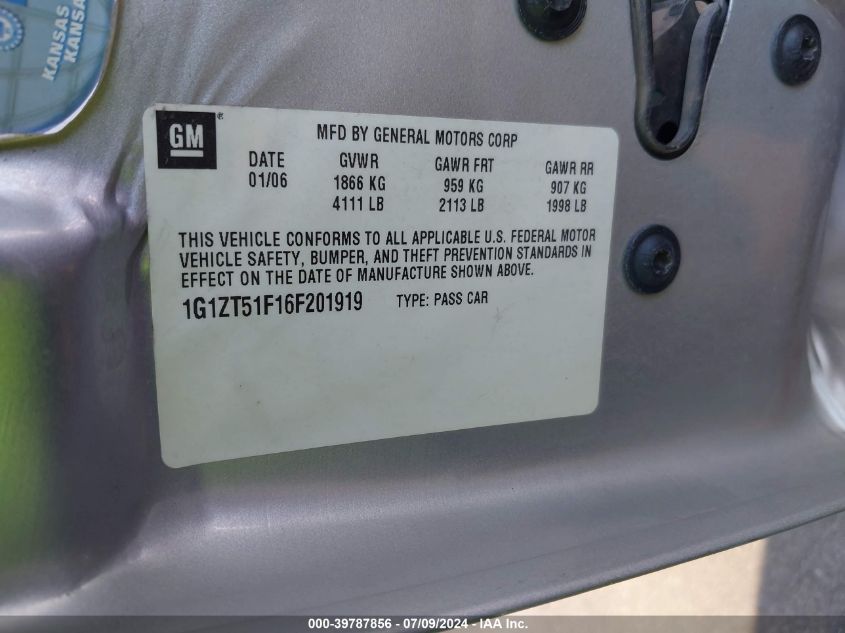 KANSAS
KANSAS
GM
®
MFD BY GENERAL MOTORS CORP
DATE GVWR GAWR FRT GAWR RR
01/06 1866 KG 959 KG 907 KG
4111 LB 2113 LB 1998 LB
THIS VEHICLE CONFORMS TO ALL APPLICABLE U.S. FEDERAL MOTOR
VEHICLE SAFETY, BUMPER, AND THEFT PREVENTION STANDARDS IN
EFFECT ON THE DATE OF MANUFACTURE SHOWN ABOVE.
1G1ZT51F16F201919 TYPE: PASS CAR
000-39787856 / 07/09/2024 - IAA Inc.